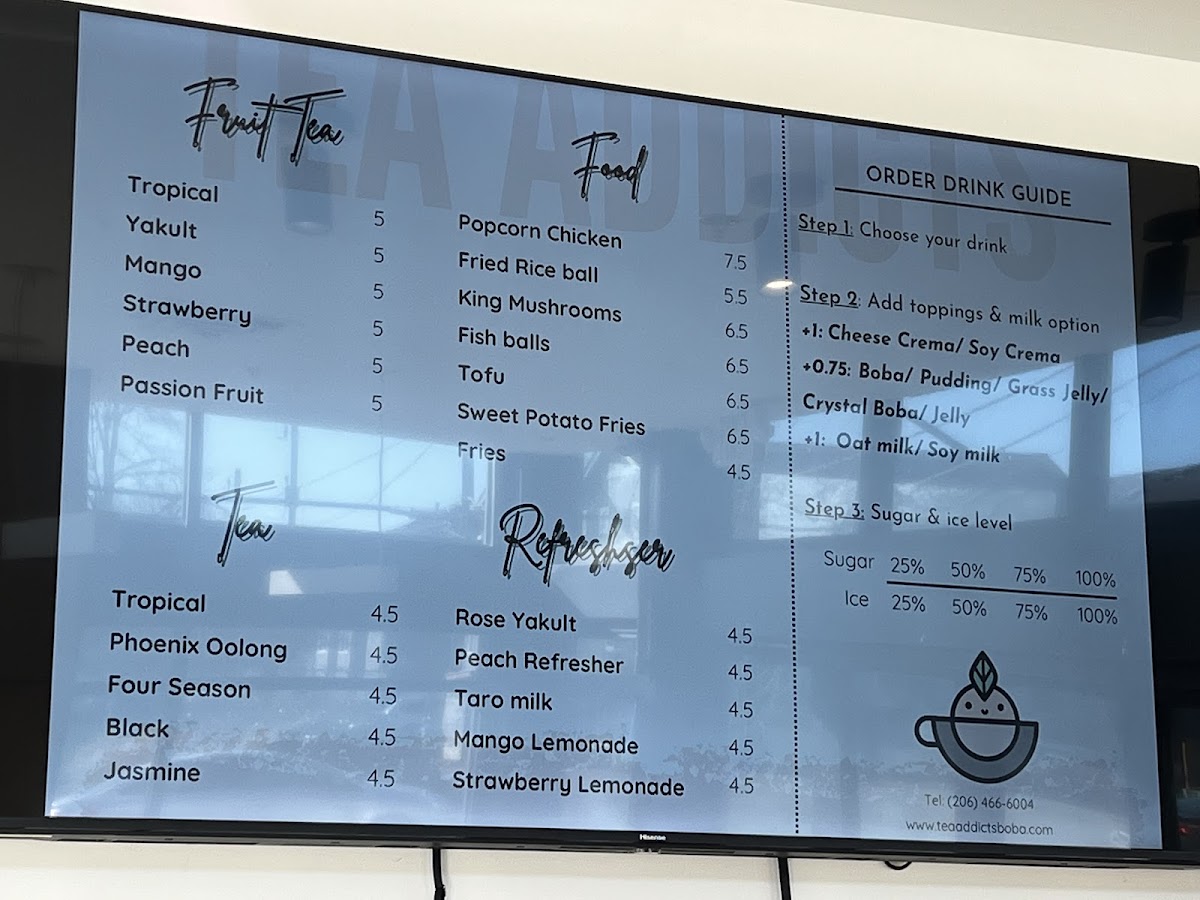 TEA ADDICTS
Fruit Tea
Tropical 5
Yakult 5
Mango 5
Strawberry 5
Peach 5
Passion Fruit 5
Tea
Tropical 4.5
Phoenix Oolong 4.5
Four Season 4.5
Black 4.5
Jasmine 4.5
Food
Popcorn Chicken 7.5
Fried Rice ball 5.5
King Mushrooms 6.5
Fish balls 6.5
Tofu 6.5
Sweet Potato Fries 6.5
Fries 4.5
Refreshser
Rose Yakult 4.5
Peach Refresher 4.5
Taro milk 4.5
Mango Lemonade 4.5
Strawberry Lemonade 4.5
ORDER DRINK GUIDE
Step 1: Choose your drink
Step 2: Add toppings & milk option
+1: Cheese Crema/ Soy Crema
+0.75: Boba/ Pudding/ Grass Jelly/
Crystal Boba/ Jelly
+1: Oat milk/ Soy milk
Step 3: Sugar & ice level
Sugar 25% 50% 75% 100%
Ice 25% 50% 75% 100%
Tel: (206) 466-6004
www.teaaddictsboba.com
Hisense